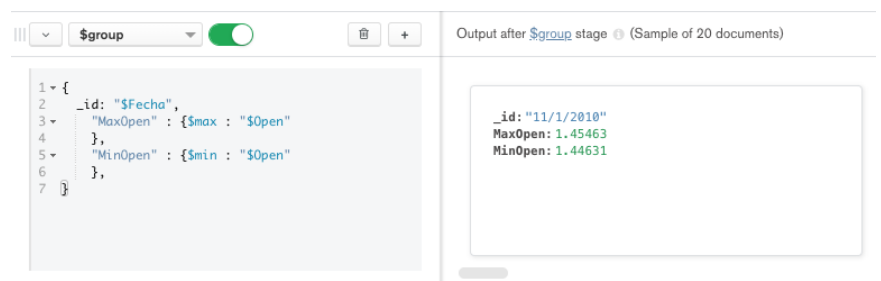 $group
+
Output after $group stage (Sample of 20 documents)
1 {
2 _id: "$Fecha",
3 "MaxOpen" : {$max : "$Open"
4 },
5 "MinOpen" : {$min : "$Open"
6 },
7 }
_id: "11/1/2010"
MaxOpen: 1.45463
MinOpen: 1.44631